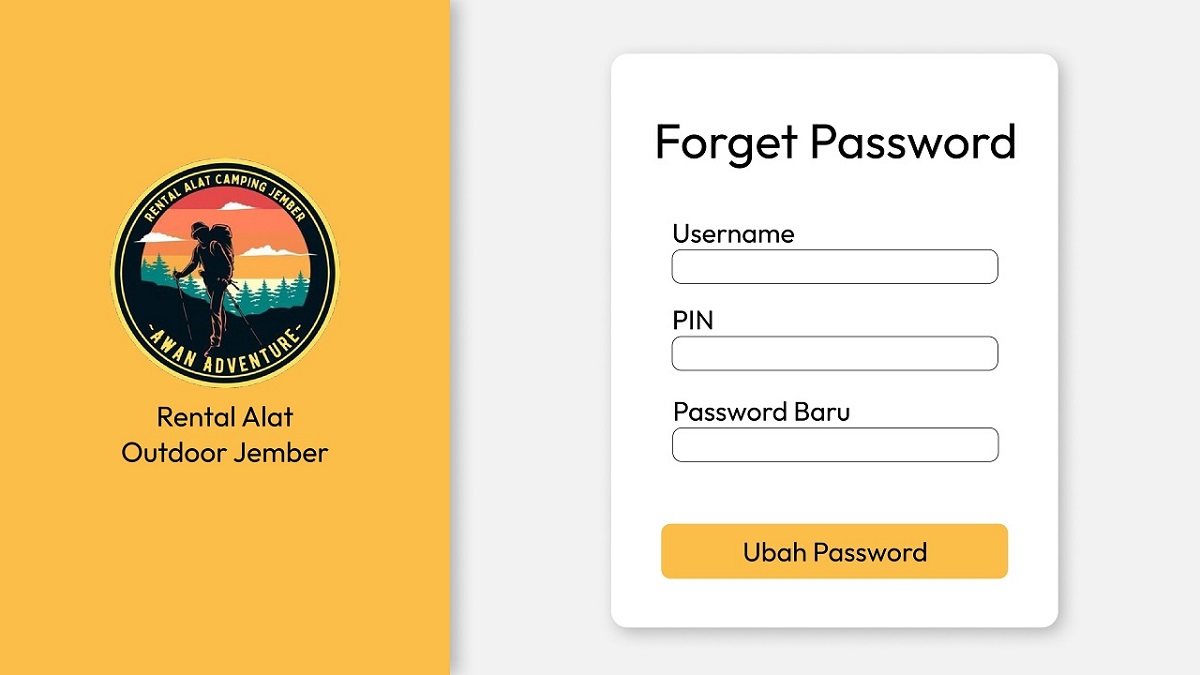 RENTAL ALAT CAMPING JEMBER
~AWAN ADVENTURE~
Rental Alat
Outdoor Jember
Forget Password
Username
PIN
Password Baru
Ubah Password